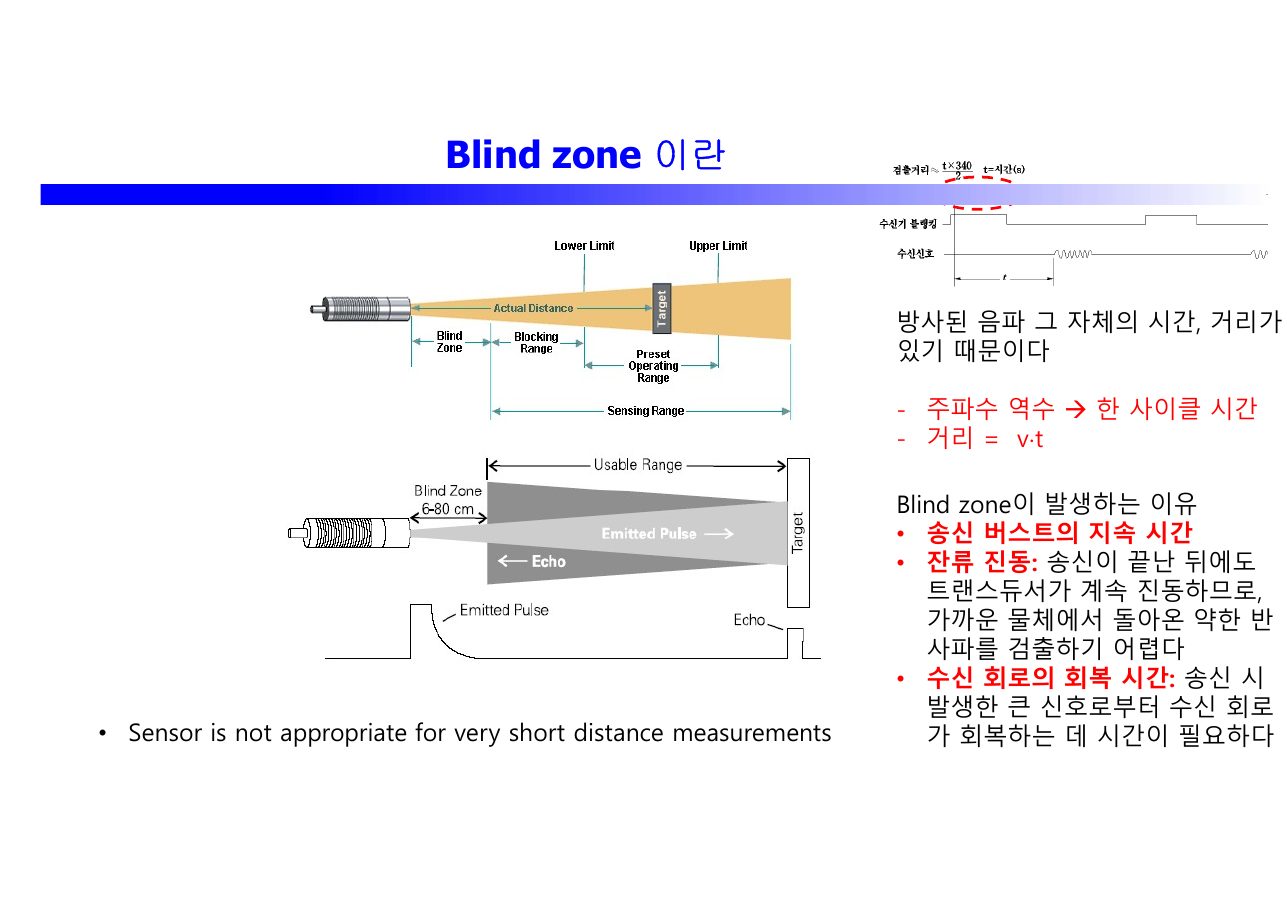 Blind zone 이란
검출거리≈ t×340 t=시간(s)
2
수신기 블랭킹
수신신호
t
Lower Limit
Upper Limit
Actual Distance
Target
Blind
Zone
Blocking
Range
Preset
Operating
Range
Sensing Range
Usable Range
Blind Zone
6-80 cm
Emitted Pulse
Echo
Target
Emitted Pulse
Echo
• Sensor is not appropriate for very short distance measurements
방사된 음파 그 자체의 시간, 거리가
있기 때문이다
- 주파수 역수 → 한 사이클 시간
- 거리 = v·t
Blind zone이 발생하는 이유
• 송신 버스트의 지속 시간
• 잔류 진동: 송신이 끝난 뒤에도
트랜스듀서가 계속 진동하므로,
가까운 물체에서 돌아온 약한 반
사파를 검출하기 어렵다
• 수신 회로의 회복 시간: 송신 시
발생한 큰 신호로부터 수신 회로
가 회복하는 데 시간이 필요하다